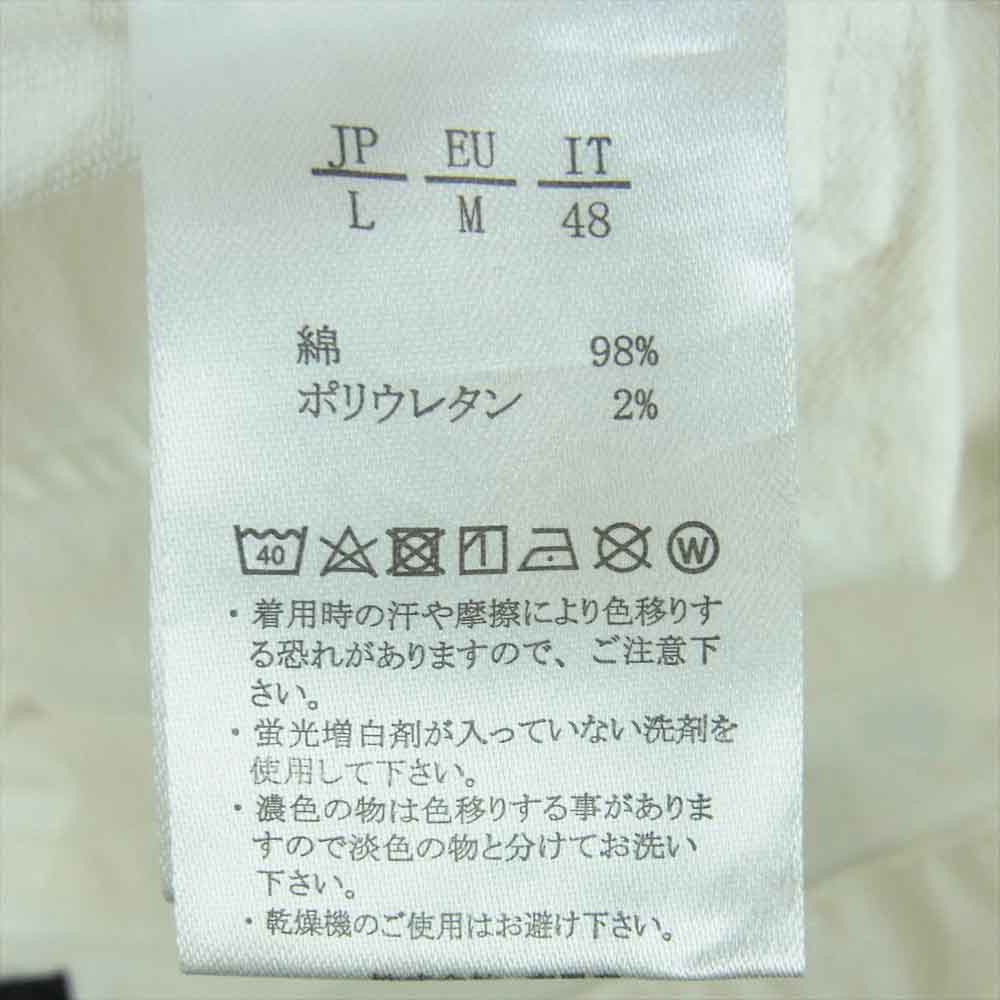 JP EU IT
L M 48
綿 98%
ポリウレタン 2%
40 W
・着用時の汗や摩擦により色移りす
る恐れがありますので、ご注意下
さい。
・蛍光増白剤が入っていない洗剤を
使用して下さい。
・濃色の物は色移りする事がありま
すので淡色の物と分けてお洗い
下さい。
・乾燥機のご使用はお避け下さい。